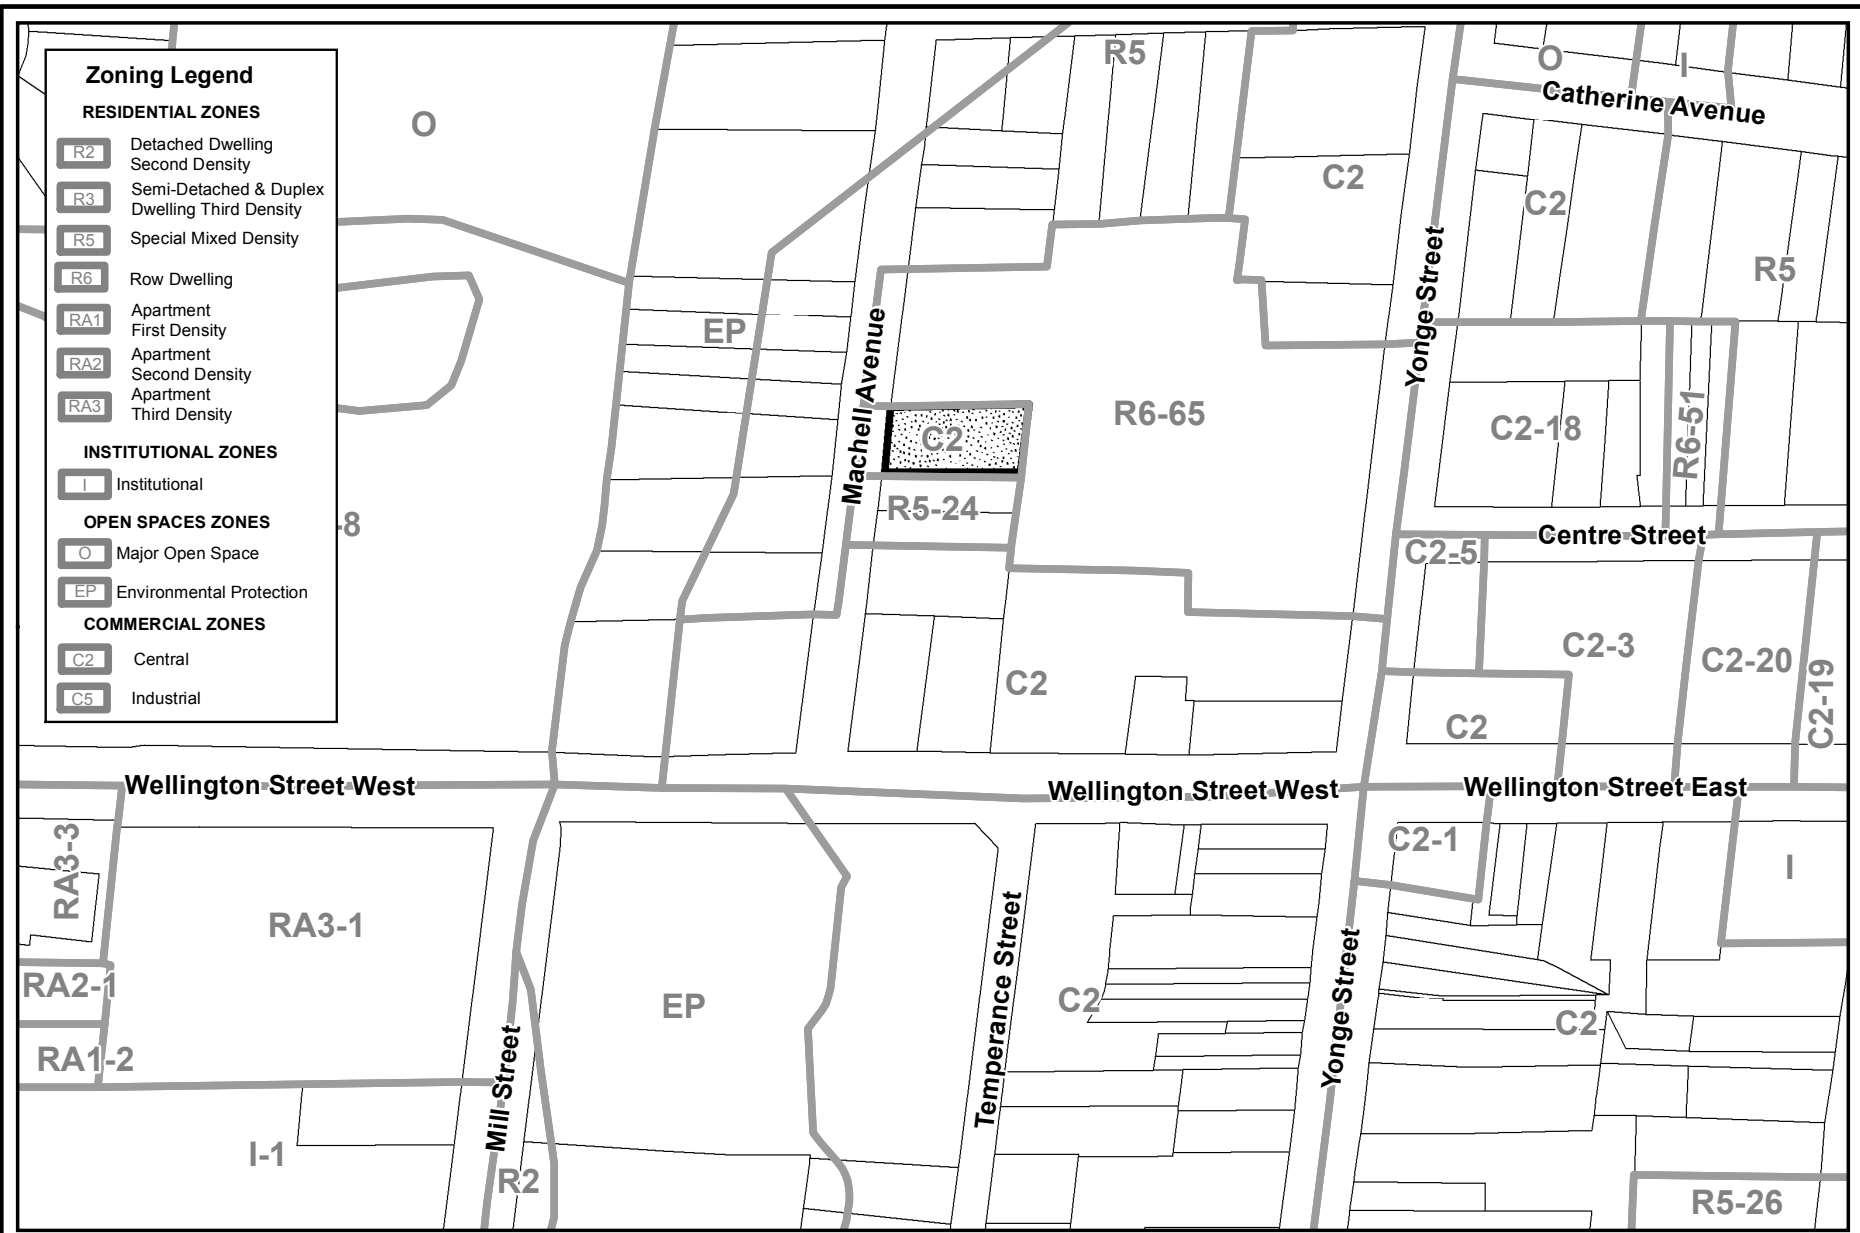 Zoning Legend
RESIDENTIAL ZONES
R2 Detached Dwelling
Second Density
R3 Semi-Detached & Duplex
Dwelling Third Density
R5 Special Mixed Density
R6 Row Dwelling
RA1 Apartment
First Density
RA2 Apartment
Second Density
RA3 Apartment
Third Density
INSTITUTIONAL ZONES
I Institutional
OPEN SPACES ZONES
O Major Open Space
EP Environmental Protection
COMMERCIAL ZONES
C2 Central
C5 Industrial
O
R5
O
I
Catherine Avenue
C2
C2
R5
Yonge Street
EP
Machell Avenue
C2
R6-65
C2-18
R6-51
-8
R5-24
Centre Street
C2-5
C2-3
C2-20
C2-19
C2
C2
Wellington Street West
Wellington Street West
Wellington Street East
RA3-3
C2-1
I
RA3-1
RA2-1
EP
Temperance Street
C2
Yonge Street
C2
RA1-2
Mill Street
I-1
R2
R5-26